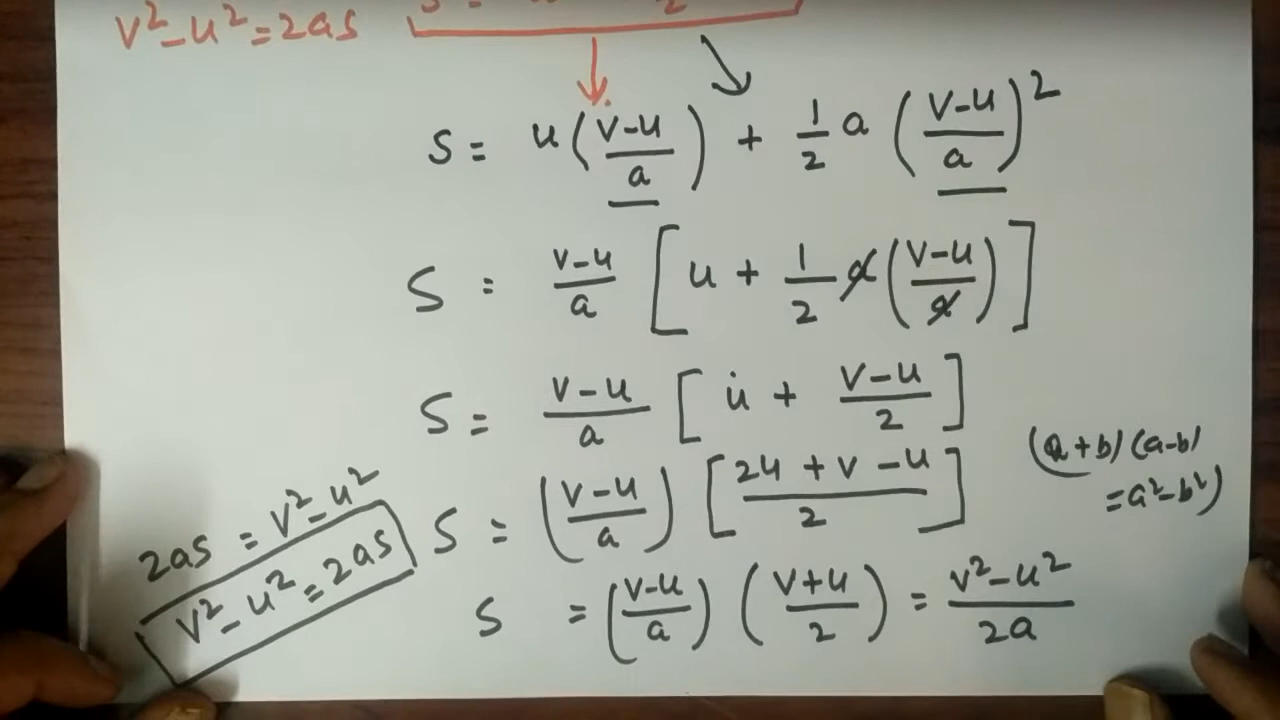 v²-u²=2as
S= u(v-u/a) + 1/2 a (v-u/a)²
S = v-u/a [u + 1/2 a(v-u/a)]
S= v-u/a [u + v-u/2]
S = (v-u/a) [2u+v-u/2]
(a+b)(a-b)
=a²-b²)
S = (v-u/a) (v+u/2) = v²-u²/2a
2as = v²-u²
v²-u²=2as